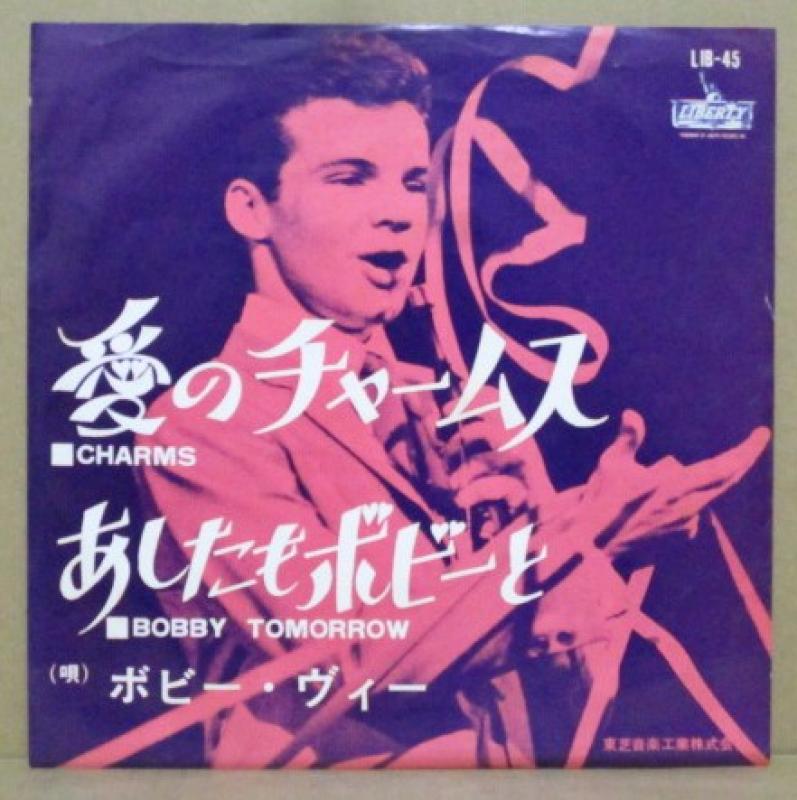 LIB-45
LIBERTY
愛のチャームス
■CHARMS
あしたもボビーと
■BOBBY TOMORROW
(唄) ボビー・ヴィー
東芝音楽工業株式会